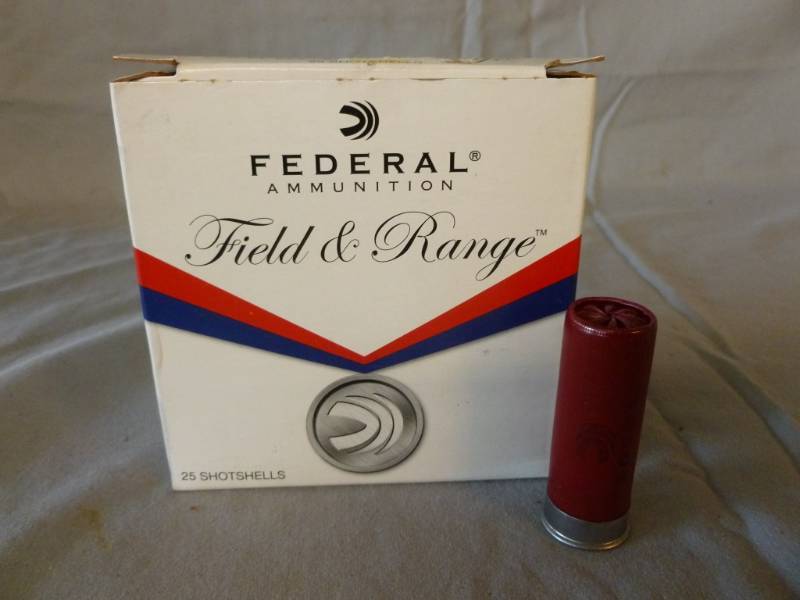 FEDERAL®
AMMUNITION
Field & Range™
25 SHOTSHELLS